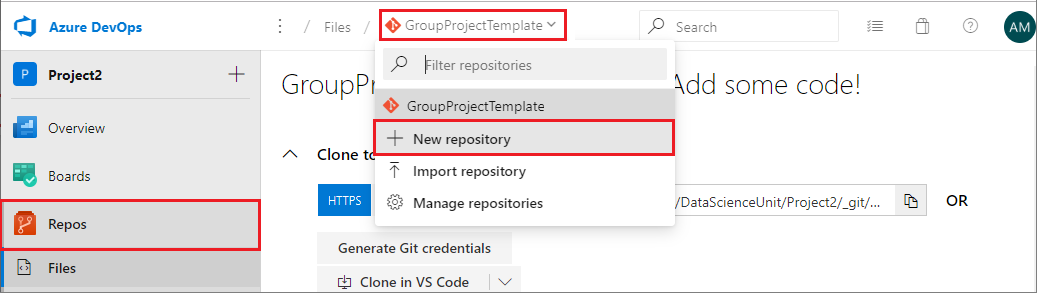 Azure DevOps
/ Files / GroupProjectTemplate
Search
AM
P Project2
Overview
Boards
Repos
Files
Filter repositories
GroupProjectTemplate
New repository
Import repository
Manage repositories
GroupPr
Add some code!
Clone to
HTTPS
/DataScienceUnit/Project2/_git/...
OR
Generate Git credentials
Clone in VS Code